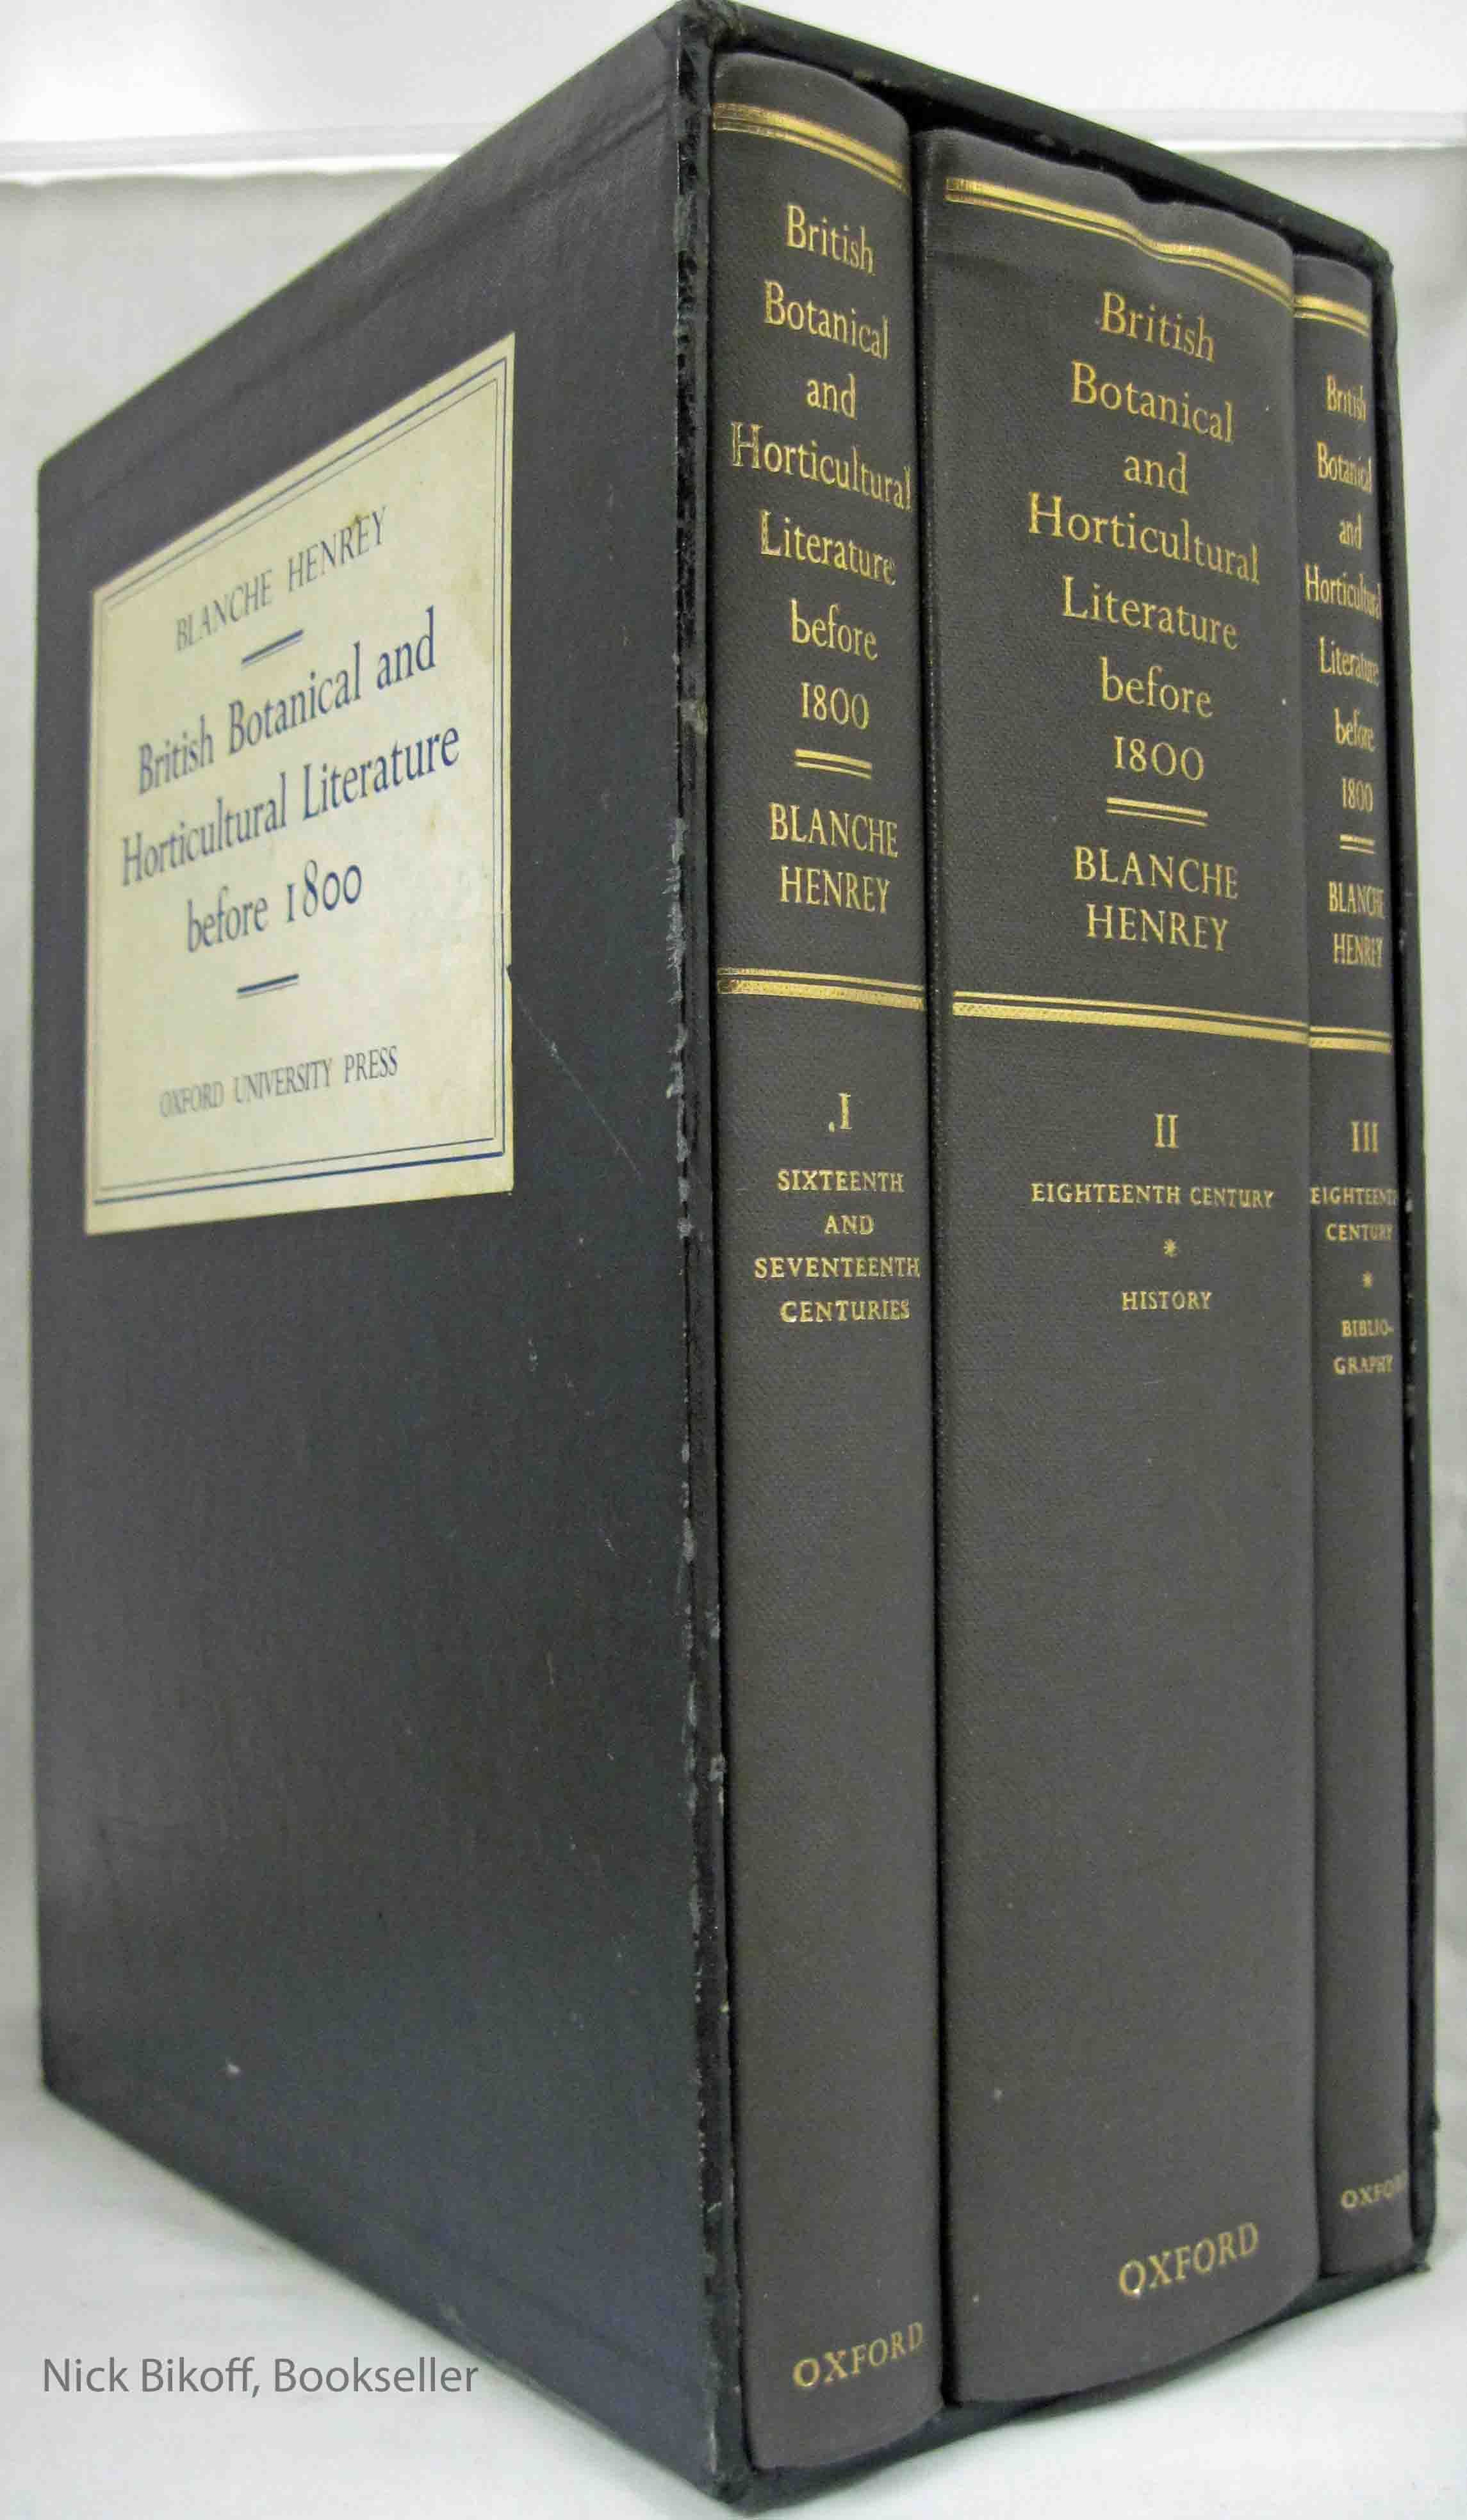 BLANCHE HENREY
British Botanical and
Horticultural Literature
before 1800
OXFORD UNIVERSITY PRESS
British
Botanical
and
Horticultural
Literature
before
1800
BLANCHE
HENREY
I
SIXTEENTH
AND
SEVENTEENTH
CENTURIES
OXFORD
British
Botanical
and
Horticultural
Literature
before
1800
BLANCHE
HENREY
II
EIGHTEENTH CENTURY
*
HISTORY
OXFORD
British
Botanical
and
Horticultural
Literature
before
1800
BLANCHE
HENREY
III
EIGHTEENTH
CENTURY
*
BIBLIO-
GRAPHY
OXFORD
Nick Bikoff, Bookseller